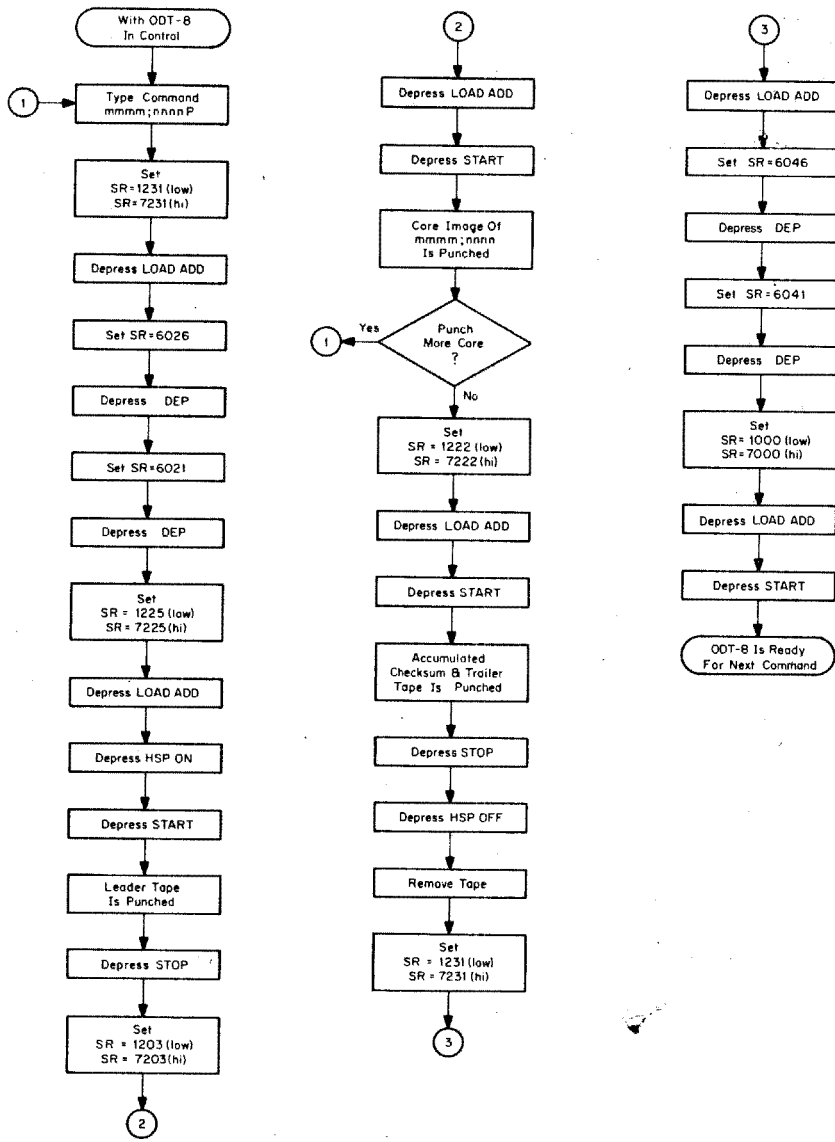 With ODT-8
In Control
1
Type Command
mmmm;nnnnP
Set
SR=1231(low)
SR=7231(hi)
Depress LOAD ADD
Set SR=6026
Depress DEP
Set SR=6021
Depress DEP
Set
SR = 1225(low)
SR = 7225(hi)
Depress LOAD ADD
Depress HSP ON
Depress START
Leader Tape
Is Punched
Depress STOP
Set
SR = 1203(low)
SR = 7203(hi)
2
2
Depress LOAD ADD
Depress START
Core Image Of
mmmm;nnnn
Is Punched
Punch
More Core
?
Yes
1
No
Set
SR = 1222(low)
SR = 7222(hi)
Depress LOAD ADD
Depress START
Accumulated
Checksum & Trailer
Tape Is Punched
Depress STOP
Depress HSP OFF
Remove Tape
Set
SR = 1231(low)
SR = 7231(hi)
3
3
Depress LOAD ADD
Set SR=6046
Depress DEP
Set SR=6041
Depress DEP
Set
SR=1000(low)
SR=7000(hi)
Depress LOAD ADD
Depress START
ODT-8 Is Ready
For Next Command